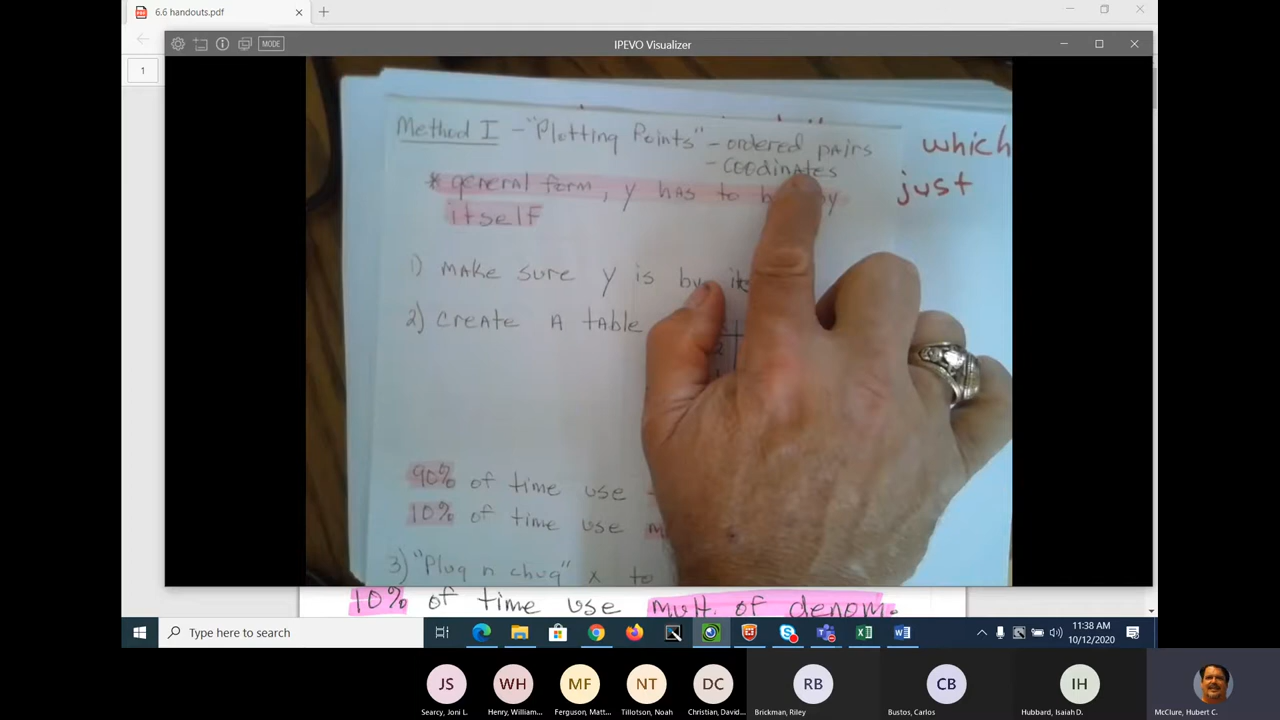 6.6 handouts.pdf
MODE
IPEVO Visualizer
1
Method I - "Plotting Points" - ordered pairs
- coodinates
which
* general form, y has to by
just
itself
1) make sure y is by
2) create a table
90% of time use
10% of time use
3) "Plug n chug" x to
10% of time use mult. of denom.
Type here to search
11:38 AM
10/12/2020
JS
WH
MF
NT
DC
RB
CB
IH
Searcy, Joni L.
Henry, William...
Ferguson, Matt...
Tillotson, Noah
Christian, David...
Brickman, Riley
Bustos, Carlos
Hubbard, Isaiah D.
McClure, Hubert C.